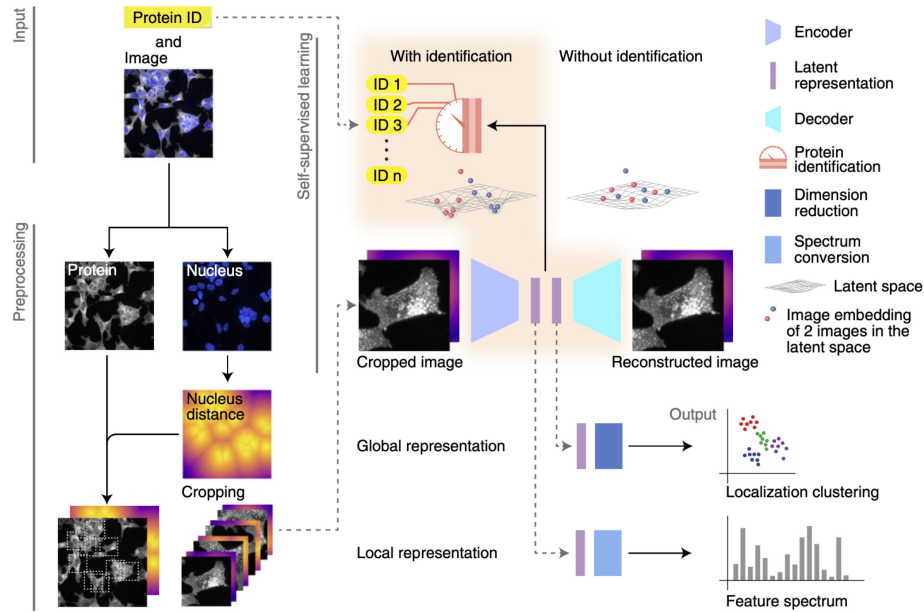 Input
Protein ID
and
Image
Preprocessing
Protein
Nucleus
Nucleus
distance
Cropping
Self-supervised learning
With identification
Without identification
ID 1
ID 2
ID 3
ID n
Cropped image
Reconstructed image
Global representation
Local representation
Output
Localization clustering
Feature spectrum
Encoder
Latent
representation
Decoder
Protein
identification
Dimension
reduction
Spectrum
conversion
Latent space
Image embedding
of 2 images in the
latent space